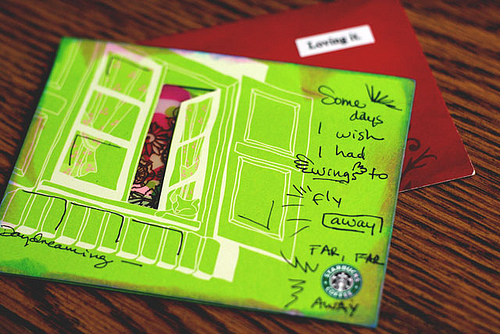 Loving it.
Some
days
I wish
I had
wings to
fly
away
FAR, FAR
AWAY
Daydreaming
STARBUCKS
COFFEE